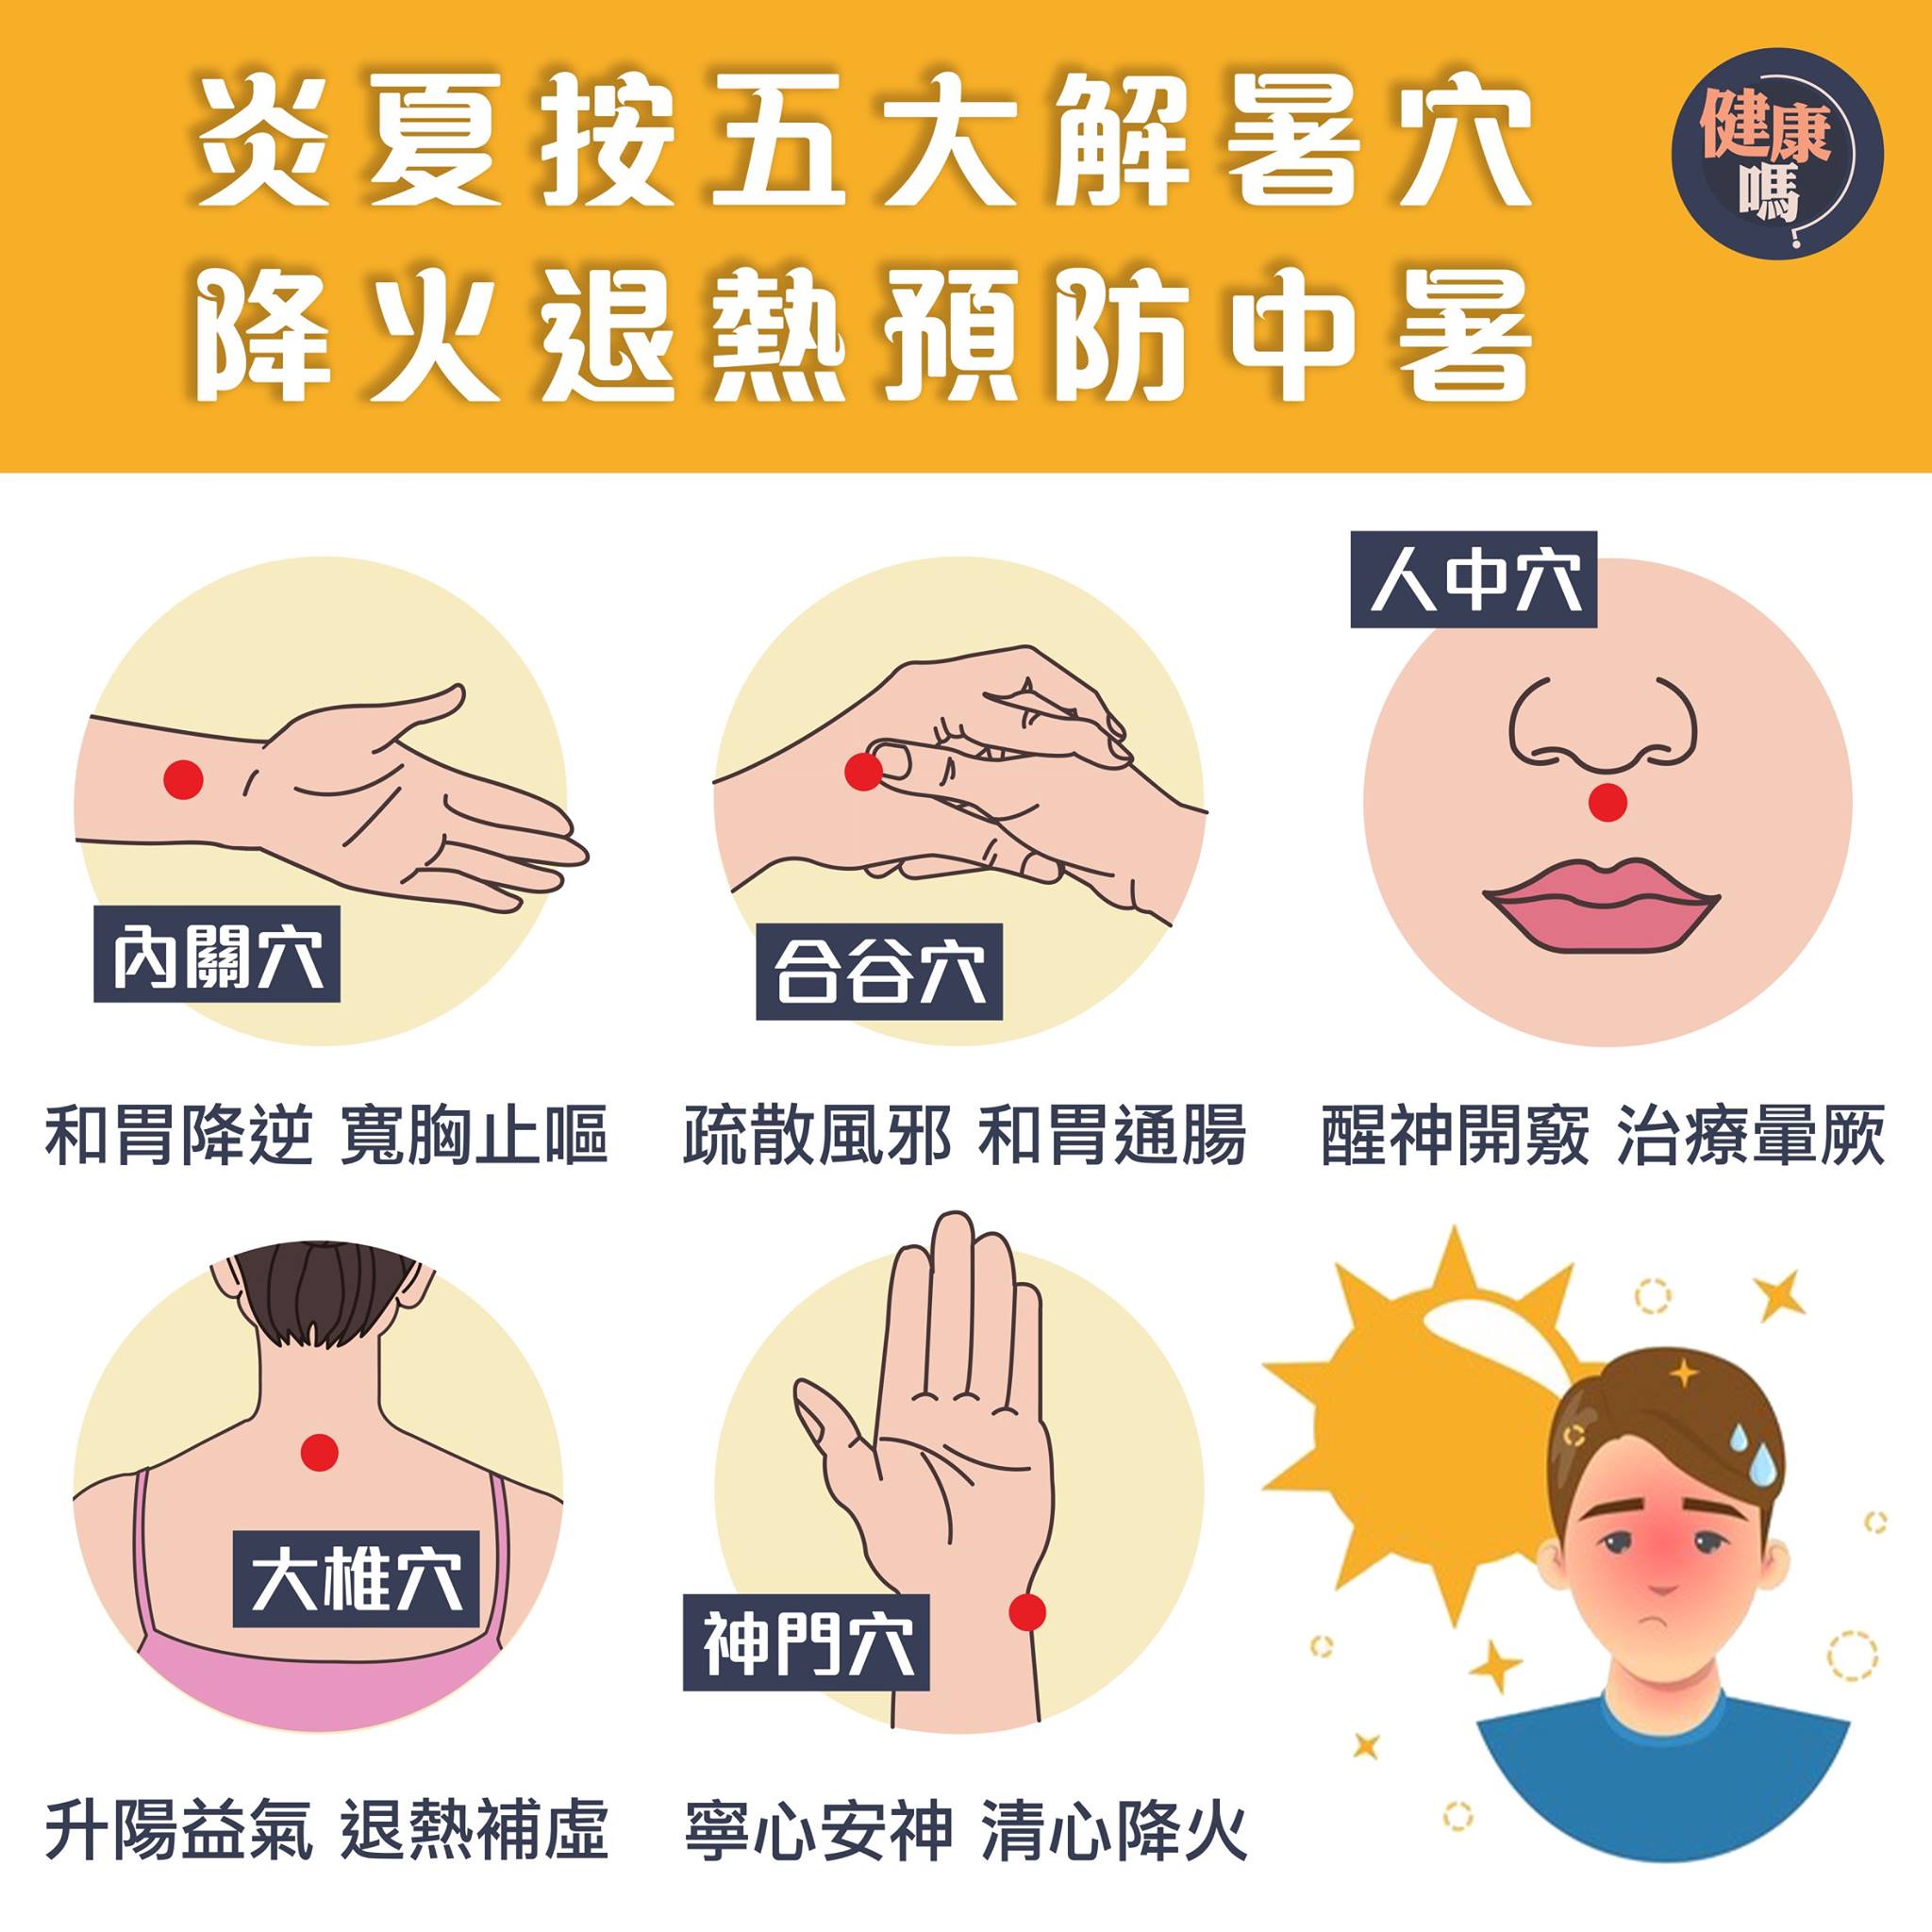 炎夏按五大解暑穴
降火退熱預防中暑
健康
嗎?
內關穴
和胃降逆 寬胸止嘔
合谷穴
疏散風邪 和胃通腸
人中穴
醒神開竅 治療暈厥
大椎穴
升陽益氣 退熱補虛
神門穴
寧心安神 清心降火